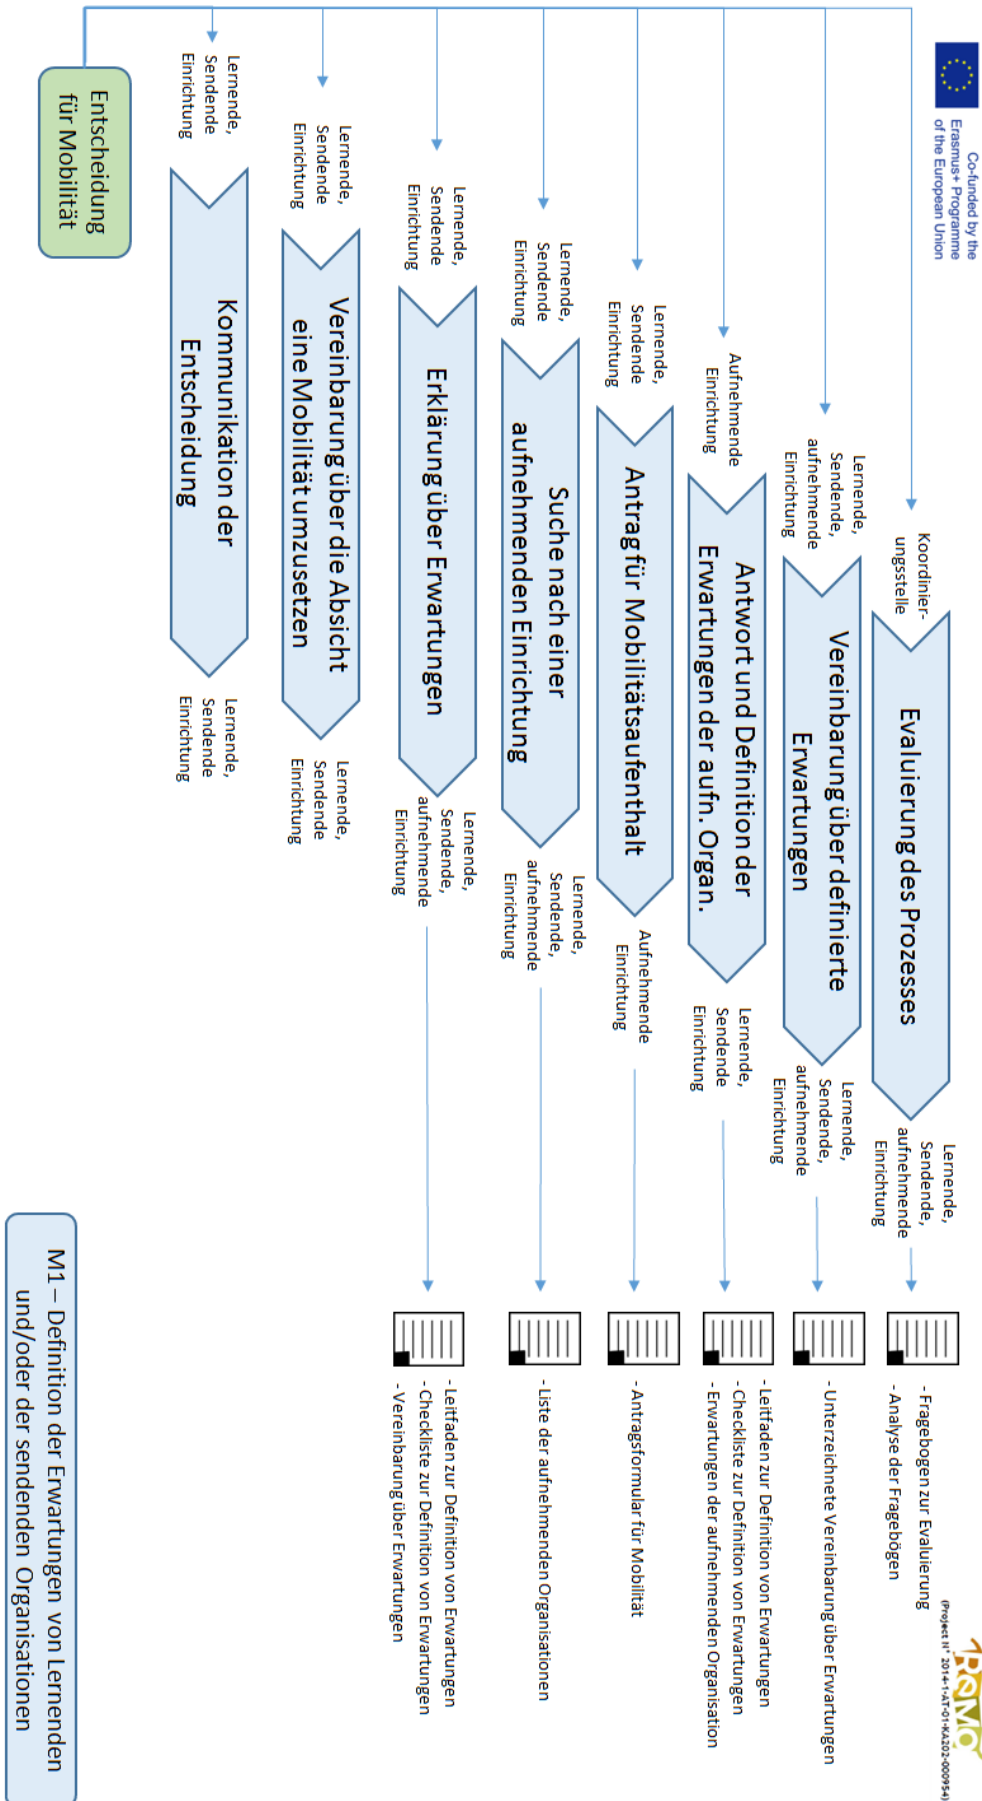 Co-funded by the
Erasmus+ Programme
of the European Union
ReMO
(Project N° 2014-1-AT-01-KA202-000954)
Entscheidung
für Mobilität
Lernende,
Sendende
Einrichtung
Kommunikation der
Entscheidung
Lernende,
Sendende
Einrichtung
Lernende,
Sendende
Einrichtung
Vereinbarung über die Absicht
eine Mobilität umzusetzen
Lernende,
Sendende
Einrichtung
Lernende,
Sendende
Einrichtung
Erklärung über Erwartungen
Lernende,
Sendende,
aufnehmende
Einrichtung
- Leitfaden zur Definition von Erwartungen
- Checkliste zur Definition von Erwartungen
- Vereinbarung über Erwartungen
Lernende,
Sendende
Einrichtung
Suche nach einer
aufnehmenden Einrichtung
Lernende,
Sendende,
aufnehmende
Einrichtung
- Liste der aufnehmenden Organisationen
Lernende,
Sendende
Einrichtung
Antrag für Mobilitätsaufenthalt
Aufnehmende
Einrichtung
- Antragsformular für Mobilität
Aufnehmende
Einrichtung
Antwort und Definition der
Erwartungen der aufn. Organ.
Lernende,
Sendende
Einrichtung
- Leitfaden zur Definition von Erwartungen
- Checkliste zur Definition von Erwartungen
- Erwartungen der aufnehmenden Organisation
Lernende,
Sendende,
aufnehmende
Einrichtung
Vereinbarung über definierte
Erwartungen
Lernende,
Sendende,
aufnehmende
Einrichtung
- Unterzeichnete Vereinbarung über Erwartungen
Koordinier-
ungsstelle
Evaluierung des Prozesses
Lernende,
Sendende,
aufnehmende
Einrichtung
- Fragebogen zur Evaluierung
- Analyse der Fragebögen
M1 – Definition der Erwartungen von Lernenden
und/oder der sendenden Organisationen